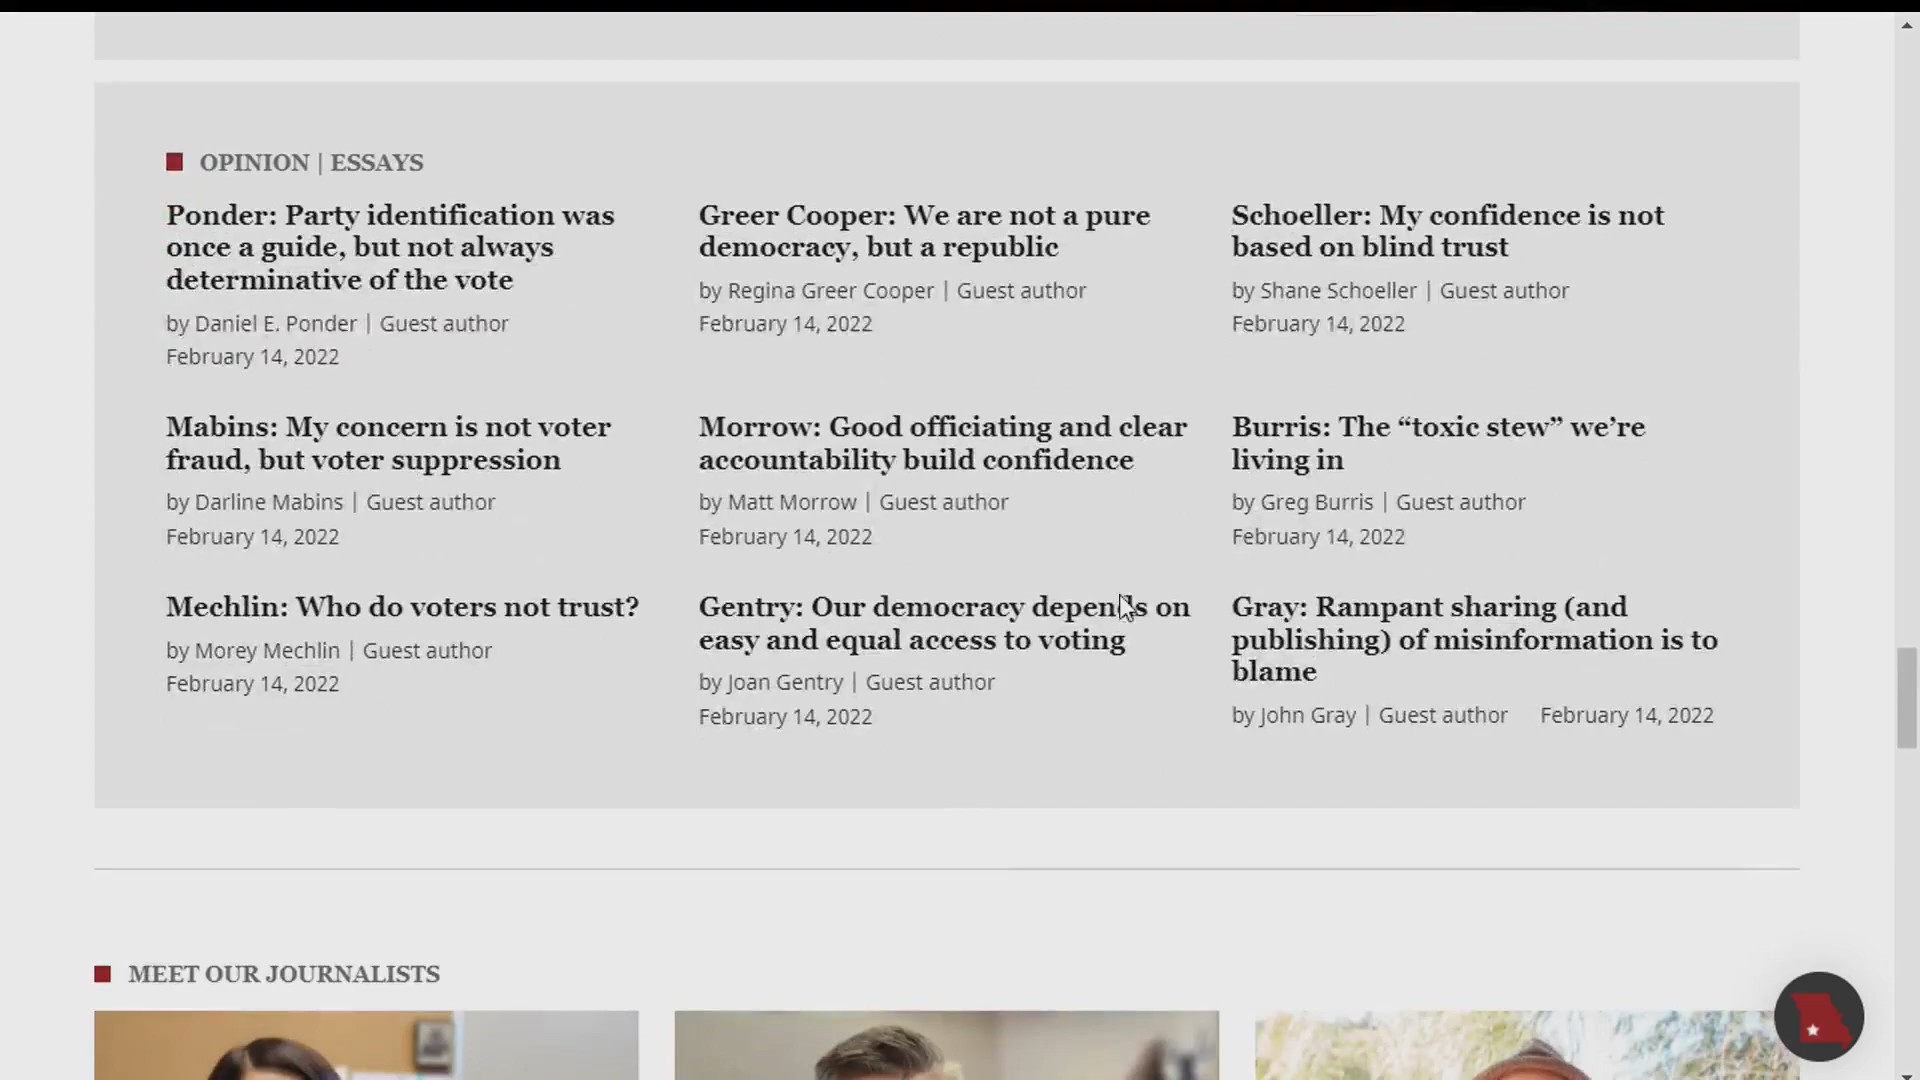 OPINION | ESSAYS
Ponder: Party identification was
once a guide, but not always
determinative of the vote
by Daniel E. Ponder | Guest author
February 14, 2022
Greer Cooper: We are not a pure
democracy, but a republic
by Regina Greer Cooper | Guest author
February 14, 2022
Schoeller: My confidence is not
based on blind trust
by Shane Schoeller | Guest author
February 14, 2022
Mabins: My concern is not voter
fraud, but voter suppression
by Darline Mabins | Guest author
February 14, 2022
Morrow: Good officiating and clear
accountability build confidence
by Matt Morrow | Guest author
February 14, 2022
Burris: The “toxic stew” we’re
living in
by Greg Burris | Guest author
February 14, 2022
Mechlin: Who do voters not trust?
by Morey Mechlin | Guest author
February 14, 2022
Gentry: Our democracy depends on
easy and equal access to voting
by Joan Gentry | Guest author
February 14, 2022
Gray: Rampant sharing (and
publishing) of misinformation is to
blame
by John Gray | Guest author February 14, 2022
MEET OUR JOURNALISTS